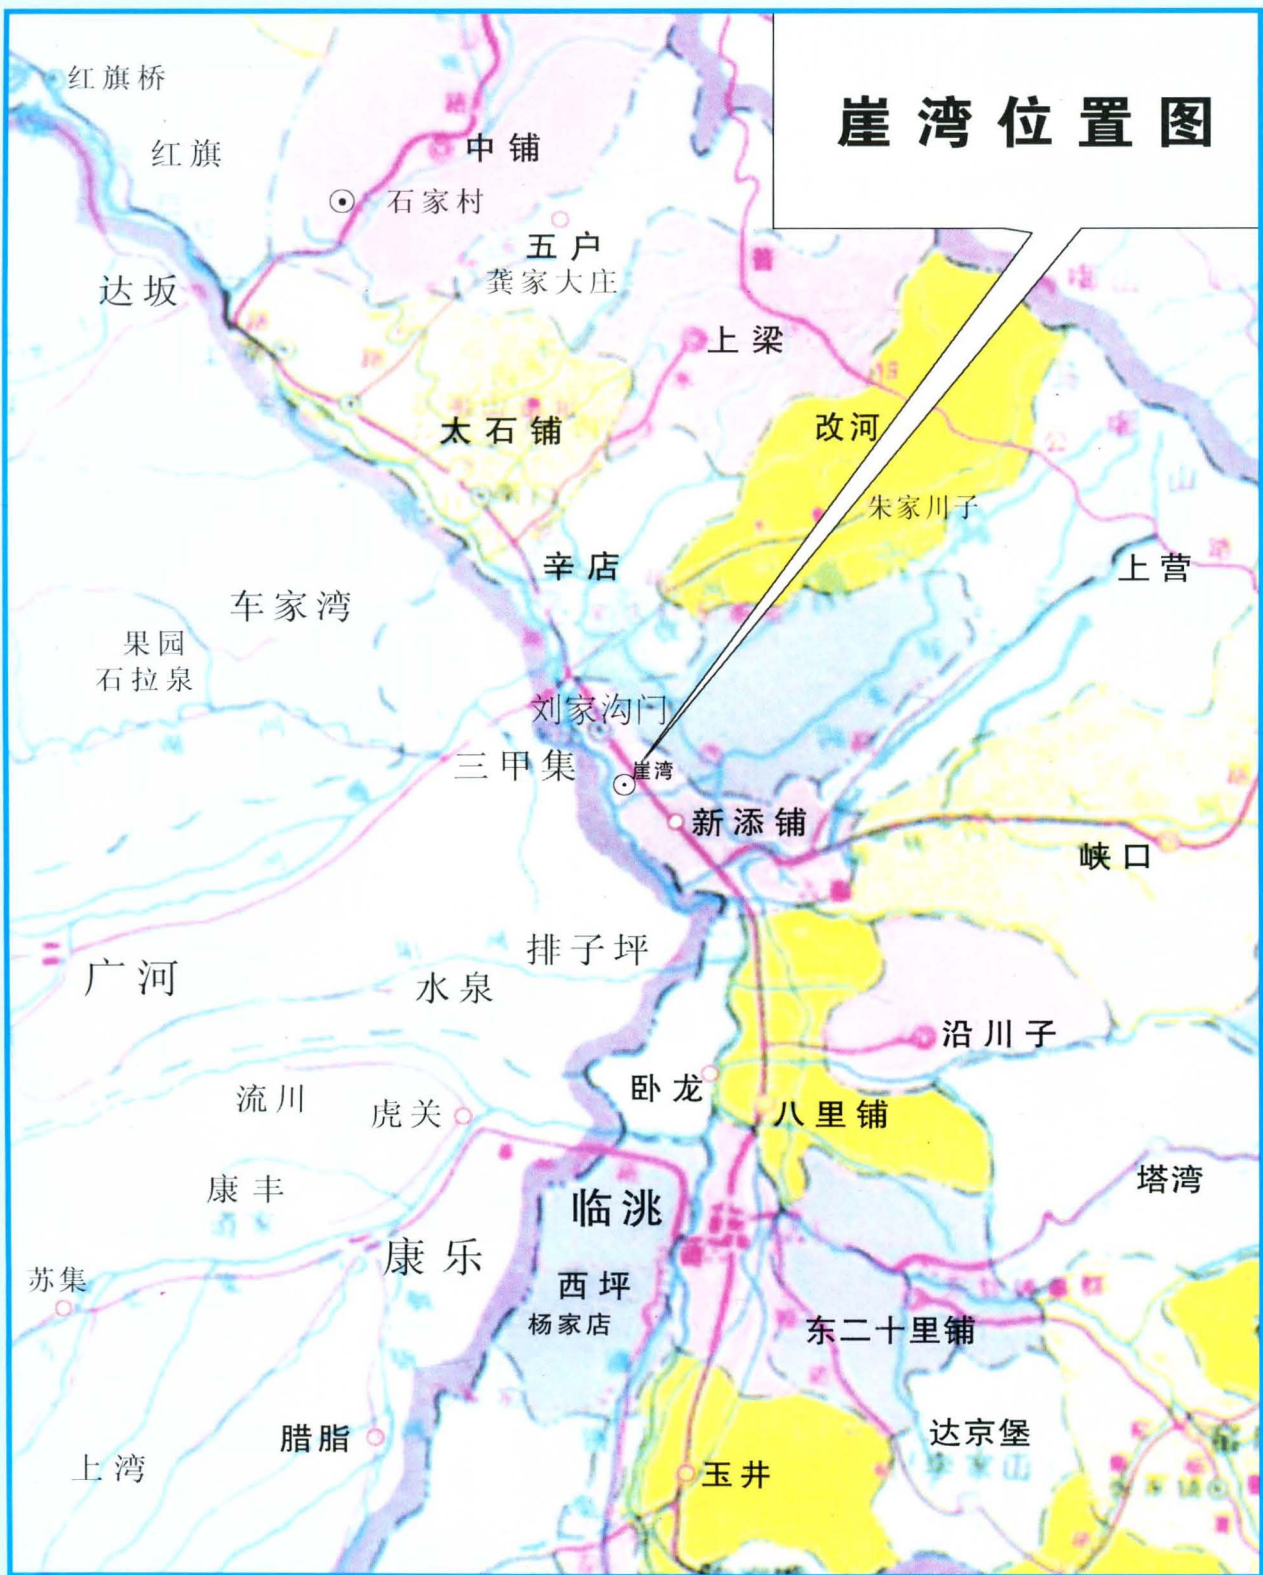 崖湾位置图
红旗桥
红旗
中铺
石家村
五户
龚家大庄
达坂
上梁
太石铺
改河
朱家川子
辛店
上营
车家湾
果园
石拉泉
刘家沟门
三甲集
崖湾
新添铺
峡口
排子坪
广河
水泉
沿川子
卧龙
流川
虎关
八里铺
塔湾
康丰
临洮
康乐
苏集
西坪
杨家店
东二十里铺
腊脂
达京堡
李家山
上湾
玉井